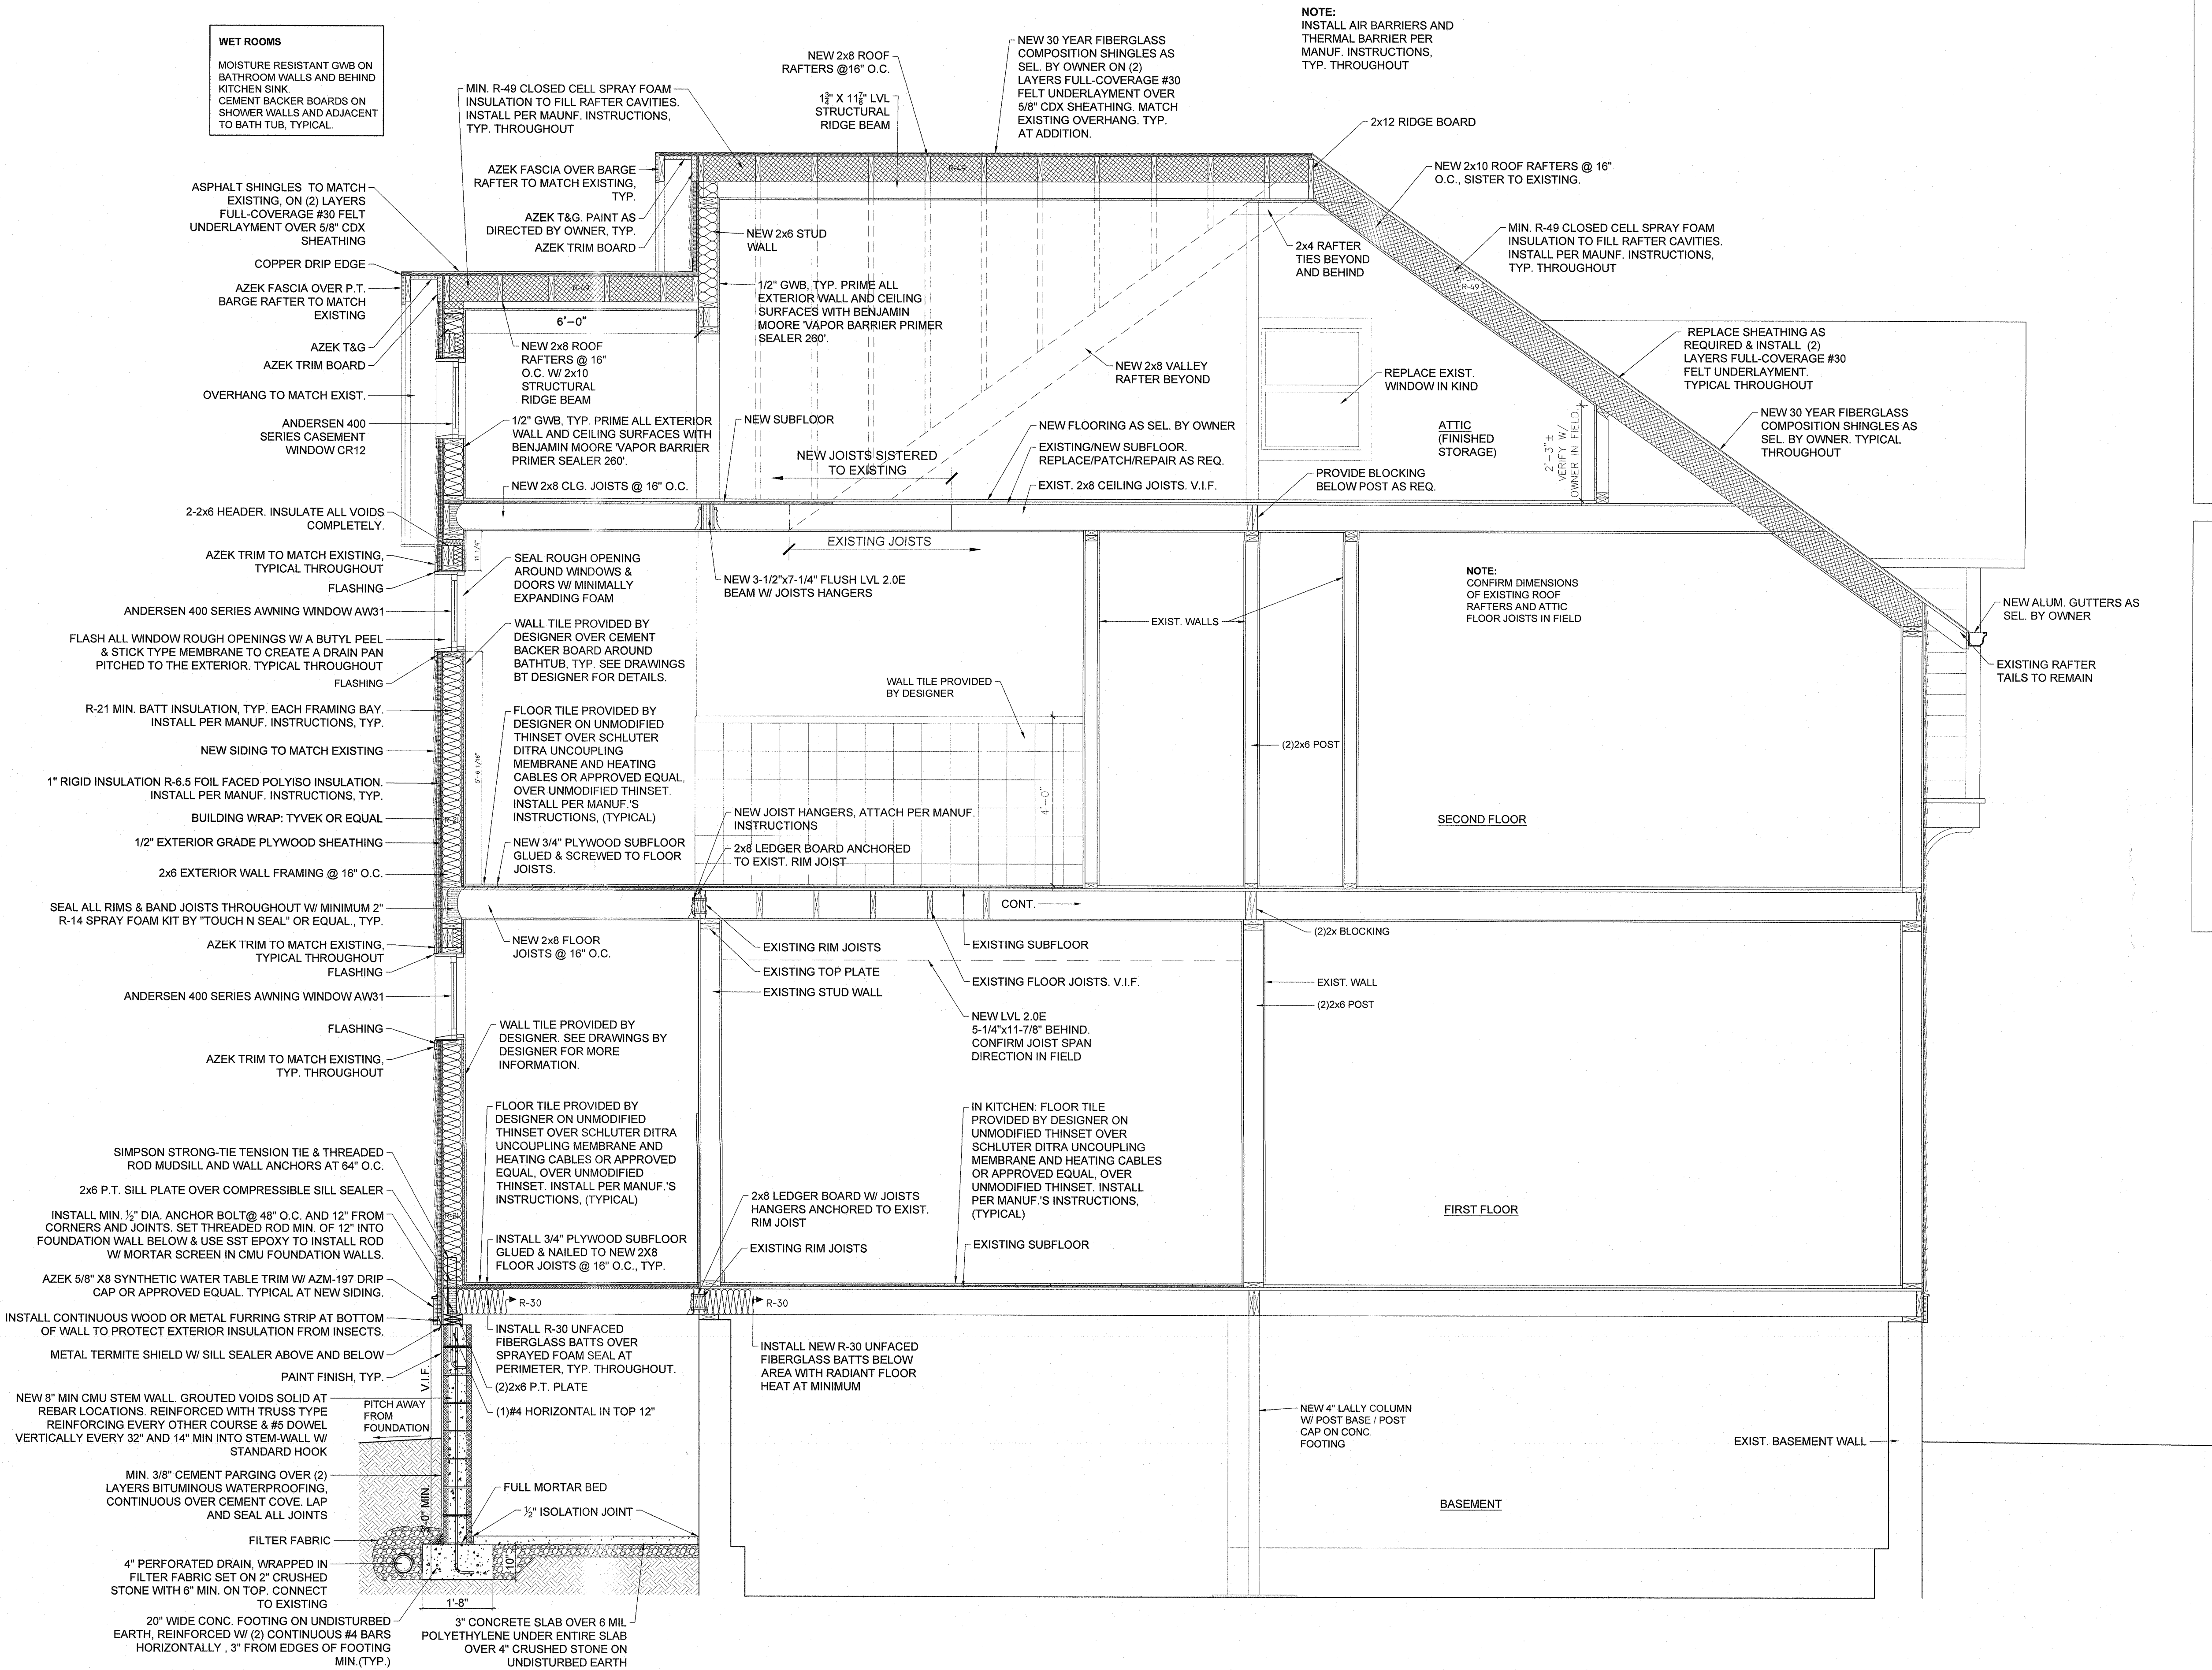 WET ROOMS
MOISTURE RESISTANT GWB ON
BATHROOM WALLS AND BEHIND
KITCHEN SINK.
CEMENT BACKER BOARDS ON
SHOWER WALLS AND ADJACENT
TO BATH TUB, TYPICAL.
MIN. R-49 CLOSED CELL SPRAY FOAM
INSULATION TO FILL RAFTER CAVITIES.
INSTALL PER MAUNF. INSTRUCTIONS,
TYP. THROUGHOUT
NEW 2x8 ROOF
RAFTERS @16" O.C.
1¾" X 11⅞" LVL
STRUCTURAL
RIDGE BEAM
NEW 30 YEAR FIBERGLASS
COMPOSITION SHINGLES AS
SEL. BY OWNER ON (2)
LAYERS FULL-COVERAGE #30
FELT UNDERLAYMENT OVER
5/8" CDX SHEATHING. MATCH
EXISTING OVERHANG. TYP.
AT ADDITION.
NOTE:
INSTALL AIR BARRIERS AND
THERMAL BARRIER PER
MANUF. INSTRUCTIONS,
TYP. THROUGHOUT
2x12 RIDGE BOARD
NEW 2x10 ROOF RAFTERS @ 16"
O.C., SISTER TO EXISTING.
MIN. R-49 CLOSED CELL SPRAY FOAM
INSULATION TO FILL RAFTER CAVITIES.
INSTALL PER MAUNF. INSTRUCTIONS,
TYP. THROUGHOUT
R-49
R-49
R-49
AZEK FASCIA OVER BARGE
RAFTER TO MATCH EXISTING,
TYP.
AZEK T&G. PAINT AS
DIRECTED BY OWNER, TYP.
AZEK TRIM BOARD
ASPHALT SHINGLES TO MATCH
EXISTING, ON (2) LAYERS
FULL-COVERAGE #30 FELT
UNDERLAYMENT OVER 5/8" CDX
SHEATHING
COPPER DRIP EDGE
AZEK FASCIA OVER P.T.
BARGE RAFTER TO MATCH
EXISTING
AZEK T&G
AZEK TRIM BOARD
OVERHANG TO MATCH EXIST.
ANDERSEN 400
SERIES CASEMENT
WINDOW CR12
NEW 2x6 STUD
WALL
1/2" GWB, TYP. PRIME ALL
EXTERIOR WALL AND CEILING
SURFACES WITH BENJAMIN
MOORE 'VAPOR BARRIER PRIMER
SEALER 260'.
6'-0"
NEW 2x8 ROOF
RAFTERS @ 16"
O.C. W/ 2x10
STRUCTURAL
RIDGE BEAM
1/2" GWB, TYP. PRIME ALL EXTERIOR
WALL AND CEILING SURFACES WITH
BENJAMIN MOORE 'VAPOR BARRIER
PRIMER SEALER 260'.
NEW 2x8 CLG. JOISTS @ 16" O.C.
NEW SUBFLOOR
NEW JOISTS SISTERED
TO EXISTING
2x4 RAFTER
TIES BEYOND
AND BEHIND
NEW 2x8 VALLEY
RAFTER BEYOND
REPLACE EXIST.
WINDOW IN KIND
NEW FLOORING AS SEL. BY OWNER
EXISTING/NEW SUBFLOOR.
REPLACE/PATCH/REPAIR AS REQ.
EXIST. 2x8 CEILING JOISTS. V.I.F.
PROVIDE BLOCKING
BELOW POST AS REQ.
ATTIC
(FINISHED
STORAGE)
2'-3"±
VERIFY W/
OWNER IN FIELD
REPLACE SHEATHING AS
REQUIRED & INSTALL (2)
LAYERS FULL-COVERAGE #30
FELT UNDERLAYMENT.
TYPICAL THROUGHOUT
NEW 30 YEAR FIBERGLASS
COMPOSITION SHINGLES AS
SEL. BY OWNER. TYPICAL
THROUGHOUT
2-2x6 HEADER. INSULATE ALL VOIDS
COMPLETELY.
AZEK TRIM TO MATCH EXISTING,
TYPICAL THROUGHOUT
FLASHING
ANDERSEN 400 SERIES AWNING WINDOW AW31
FLASH ALL WINDOW ROUGH OPENINGS W/ A BUTYL PEEL
& STICK TYPE MEMBRANE TO CREATE A DRAIN PAN
PITCHED TO THE EXTERIOR. TYPICAL THROUGHOUT
FLASHING
R-21 MIN. BATT INSULATION, TYP. EACH FRAMING BAY.
INSTALL PER MANUF. INSTRUCTIONS, TYP.
NEW SIDING TO MATCH EXISTING
1" RIGID INSULATION R-6.5 FOIL FACED POLYISO INSULATION.
INSTALL PER MANUF. INSTRUCTIONS, TYP.
BUILDING WRAP: TYVEK OR EQUAL
1/2" EXTERIOR GRADE PLYWOOD SHEATHING
2x6 EXTERIOR WALL FRAMING @ 16" O.C.
SEAL ALL RIMS & BAND JOISTS THROUGHOUT W/ MINIMUM 2"
R-14 SPRAY FOAM KIT BY "TOUCH N SEAL" OR EQUAL., TYP.
AZEK TRIM TO MATCH EXISTING,
TYPICAL THROUGHOUT
FLASHING
ANDERSEN 400 SERIES AWNING WINDOW AW31
FLASHING
AZEK TRIM TO MATCH EXISTING,
TYP. THROUGHOUT
11 1/4"
SEAL ROUGH OPENING
AROUND WINDOWS &
DOORS W/ MINIMALLY
EXPANDING FOAM
WALL TILE PROVIDED BY
DESIGNER OVER CEMENT
BACKER BOARD AROUND
BATHTUB, TYP. SEE DRAWINGS
BT DESIGNER FOR DETAILS.
FLOOR TILE PROVIDED BY
DESIGNER ON UNMODIFIED
THINSET OVER SCHLUTER
DITRA UNCOUPLING
MEMBRANE AND HEATING
CABLES OR APPROVED EQUAL,
OVER UNMODIFIED THINSET.
INSTALL PER MANUF.'S
INSTRUCTIONS, (TYPICAL)
5'-6 1/16"
NEW 3/4" PLYWOOD SUBFLOOR
GLUED & SCREWED TO FLOOR
JOISTS.
EXISTING JOISTS
NEW 3-1/2"x7-1/4" FLUSH LVL 2.0E
BEAM W/ JOISTS HANGERS
WALL TILE PROVIDED
BY DESIGNER
4'-0"
NEW JOIST HANGERS, ATTACH PER MANUF.
INSTRUCTIONS
2x8 LEDGER BOARD ANCHORED
TO EXIST. RIM JOIST
EXIST. WALLS
(2)2x6 POST
NOTE:
CONFIRM DIMENSIONS
OF EXISTING ROOF
RAFTERS AND ATTIC
FLOOR JOISTS IN FIELD
SECOND FLOOR
NEW ALUM. GUTTERS AS
SEL. BY OWNER
EXISTING RAFTER
TAILS TO REMAIN
CONT.
NEW 2x8 FLOOR
JOISTS @ 16" O.C.
EXISTING RIM JOISTS
EXISTING TOP PLATE
EXISTING STUD WALL
EXISTING SUBFLOOR
EXISTING FLOOR JOISTS. V.I.F.
NEW LVL 2.0E
5-1/4"x11-7/8" BEHIND.
CONFIRM JOIST SPAN
DIRECTION IN FIELD
(2)2x BLOCKING
EXIST. WALL
(2)2x6 POST
WALL TILE PROVIDED BY
DESIGNER. SEE DRAWINGS BY
DESIGNER FOR MORE
INFORMATION.
FLOOR TILE PROVIDED BY
DESIGNER ON UNMODIFIED
THINSET OVER SCHLUTER DITRA
UNCOUPLING MEMBRANE AND
HEATING CABLES OR APPROVED
EQUAL, OVER UNMODIFIED
THINSET. INSTALL PER MANUF.'S
INSTRUCTIONS, (TYPICAL)
INSTALL 3/4" PLYWOOD SUBFLOOR
GLUED & NAILED TO NEW 2X8
FLOOR JOISTS @ 16" O.C., TYP.
2x8 LEDGER BOARD W/ JOISTS
HANGERS ANCHORED TO EXIST.
RIM JOIST
EXISTING RIM JOISTS
IN KITCHEN: FLOOR TILE
PROVIDED BY DESIGNER ON
UNMODIFIED THINSET OVER
SCHLUTER DITRA UNCOUPLING
MEMBRANE AND HEATING CABLES
OR APPROVED EQUAL, OVER
UNMODIFIED THINSET. INSTALL
PER MANUF.'S INSTRUCTIONS,
(TYPICAL)
EXISTING SUBFLOOR
FIRST FLOOR
SIMPSON STRONG-TIE TENSION TIE & THREADED
ROD MUDSILL AND WALL ANCHORS AT 64" O.C.
2x6 P.T. SILL PLATE OVER COMPRESSIBLE SILL SEALER
INSTALL MIN. ½" DIA. ANCHOR BOLT@ 48" O.C. AND 12" FROM
CORNERS AND JOINTS. SET THREADED ROD MIN. OF 12" INTO
FOUNDATION WALL BELOW & USE SST EPOXY TO INSTALL ROD
W/ MORTAR SCREEN IN CMU FOUNDATION WALLS.
AZEK 5/8" X8 SYNTHETIC WATER TABLE TRIM W/ AZM-197 DRIP
CAP OR APPROVED EQUAL. TYPICAL AT NEW SIDING.
INSTALL CONTINUOUS WOOD OR METAL FURRING STRIP AT BOTTOM
OF WALL TO PROTECT EXTERIOR INSULATION FROM INSECTS.
METAL TERMITE SHIELD W/ SILL SEALER ABOVE AND BELOW
PAINT FINISH, TYP.
NEW 8" MIN CMU STEM WALL. GROUTED VOIDS SOLID AT
REBAR LOCATIONS. REINFORCED WITH TRUSS TYPE
REINFORCING EVERY OTHER COURSE & #5 DOWEL
VERTICALLY EVERY 32" AND 14" MIN INTO STEM-WALL W/
STANDARD HOOK
MIN. 3/8" CEMENT PARGING OVER (2)
LAYERS BITUMINOUS WATERPROOFING,
CONTINUOUS OVER CEMENT COVE. LAP
AND SEAL ALL JOINTS
FILTER FABRIC
4" PERFORATED DRAIN, WRAPPED IN
FILTER FABRIC SET ON 2" CRUSHED
STONE WITH 6" MIN. ON TOP. CONNECT
TO EXISTING
20" WIDE CONC. FOOTING ON UNDISTURBED
EARTH, REINFORCED W/ (2) CONTINUOUS #4 BARS
HORIZONTALLY , 3" FROM EDGES OF FOOTING
MIN.(TYP.)
V.I.F.
PITCH AWAY
FROM
FOUNDATION
3'-0" MIN.
R-30
R-30
INSTALL R-30 UNFACED
FIBERGLASS BATTS OVER
SPRAYED FOAM SEAL AT
PERIMETER, TYP. THROUGHOUT.
(2)2x6 P.T. PLATE
(1)#4 HORIZONTAL IN TOP 12"
INSTALL NEW R-30 UNFACED
FIBERGLASS BATTS BELOW
AREA WITH RADIANT FLOOR
HEAT AT MINIMUM
FULL MORTAR BED
½" ISOLATION JOINT
10"
1'-8"
3" CONCRETE SLAB OVER 6 MIL
POLYETHYLENE UNDER ENTIRE SLAB
OVER 4" CRUSHED STONE ON
UNDISTURBED EARTH
NEW 4" LALLY COLUMN
W/ POST BASE / POST
CAP ON CONC.
FOOTING
EXIST. BASEMENT WALL
BASEMENT